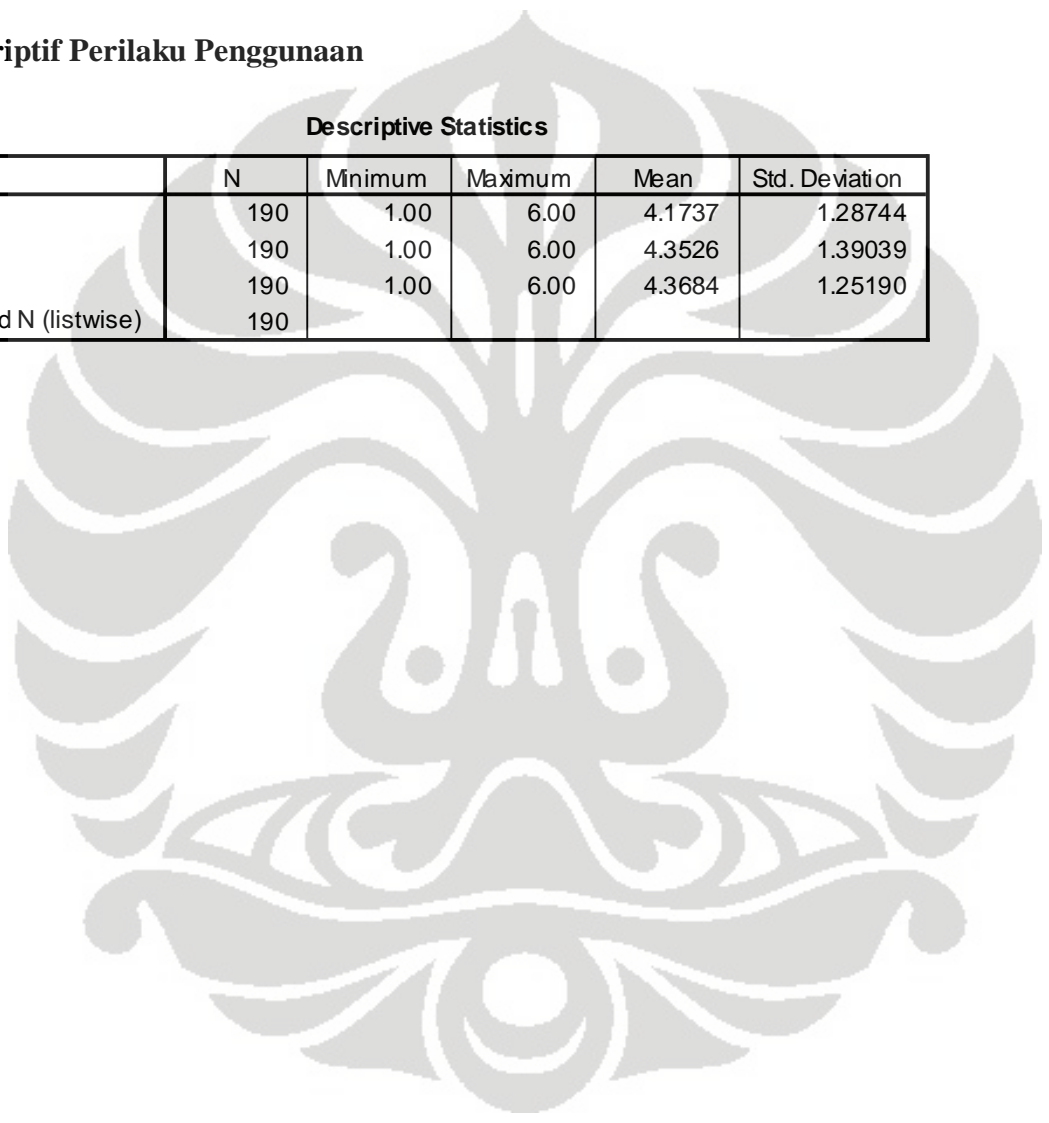 riptif Perilaku Penggunaan
Descriptive Statistics
N Minimum Maximum Mean Std. Deviation
190 1.00 6.00 4.1737 1.28744
190 1.00 6.00 4.3526 1.39039
190 1.00 6.00 4.3684 1.25190
d N (listwise) 190